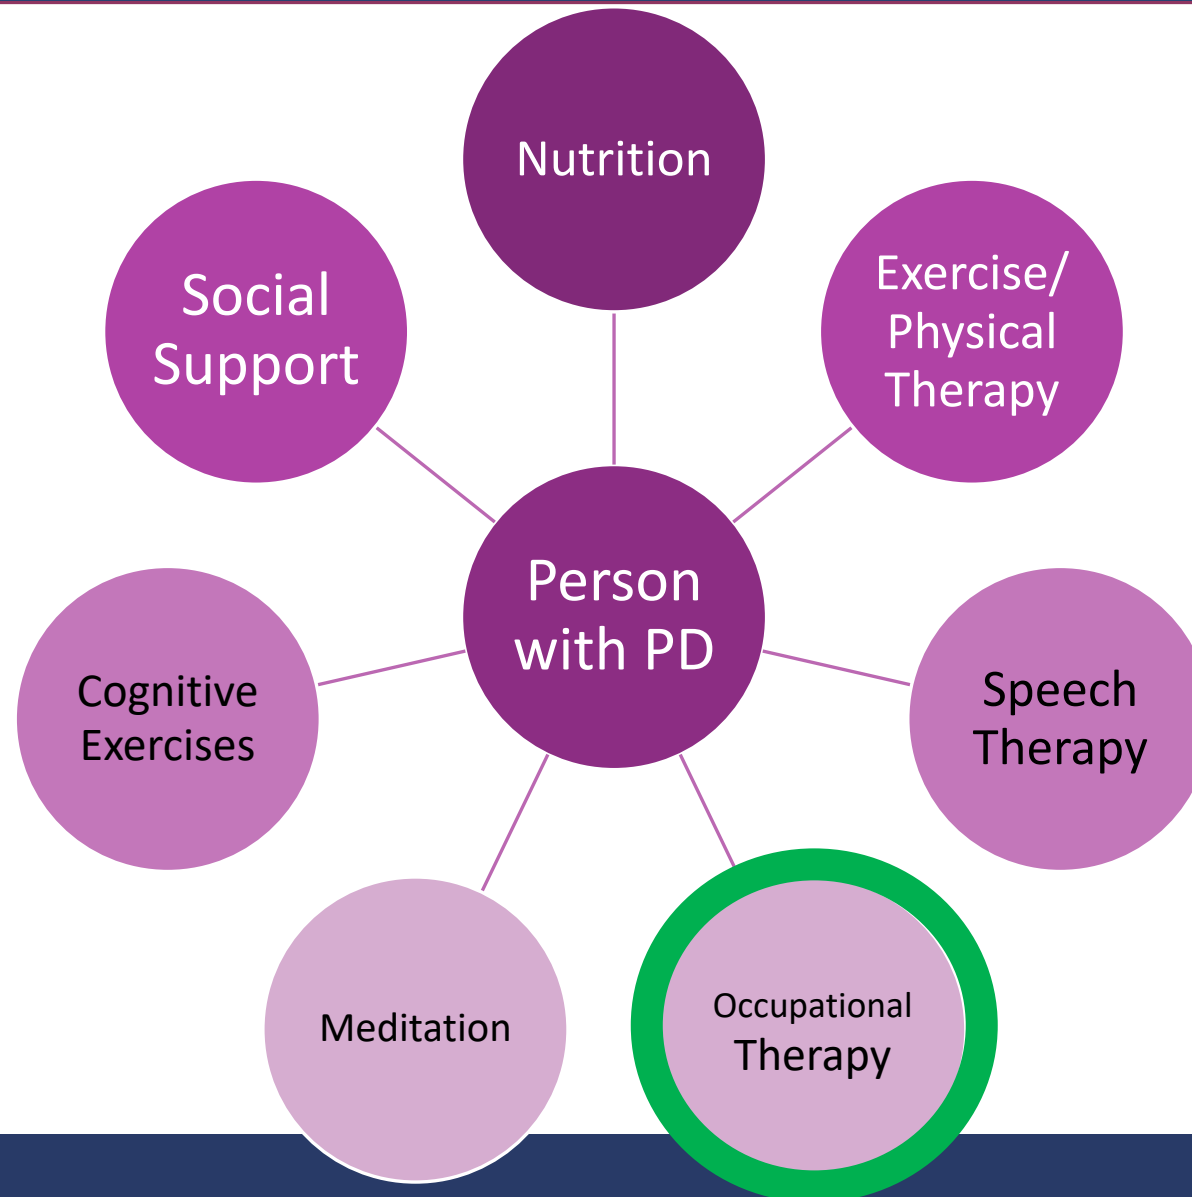 Nutrition
Social
Support
Exercise/
Physical
Therapy
Person
with PD
Cognitive
Exercises
Speech
Therapy
Meditation
Occupational
Therapy